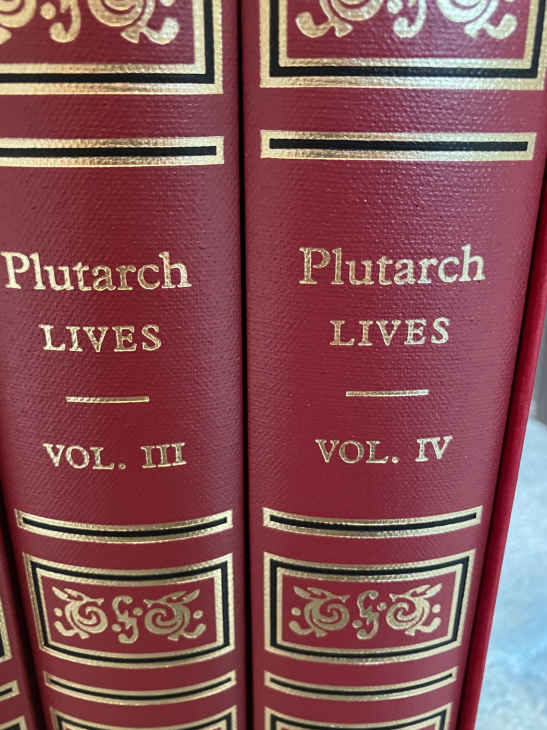 Plutarch
LIVES
VOL. III
Plutarch
LIVES
VOL. IV